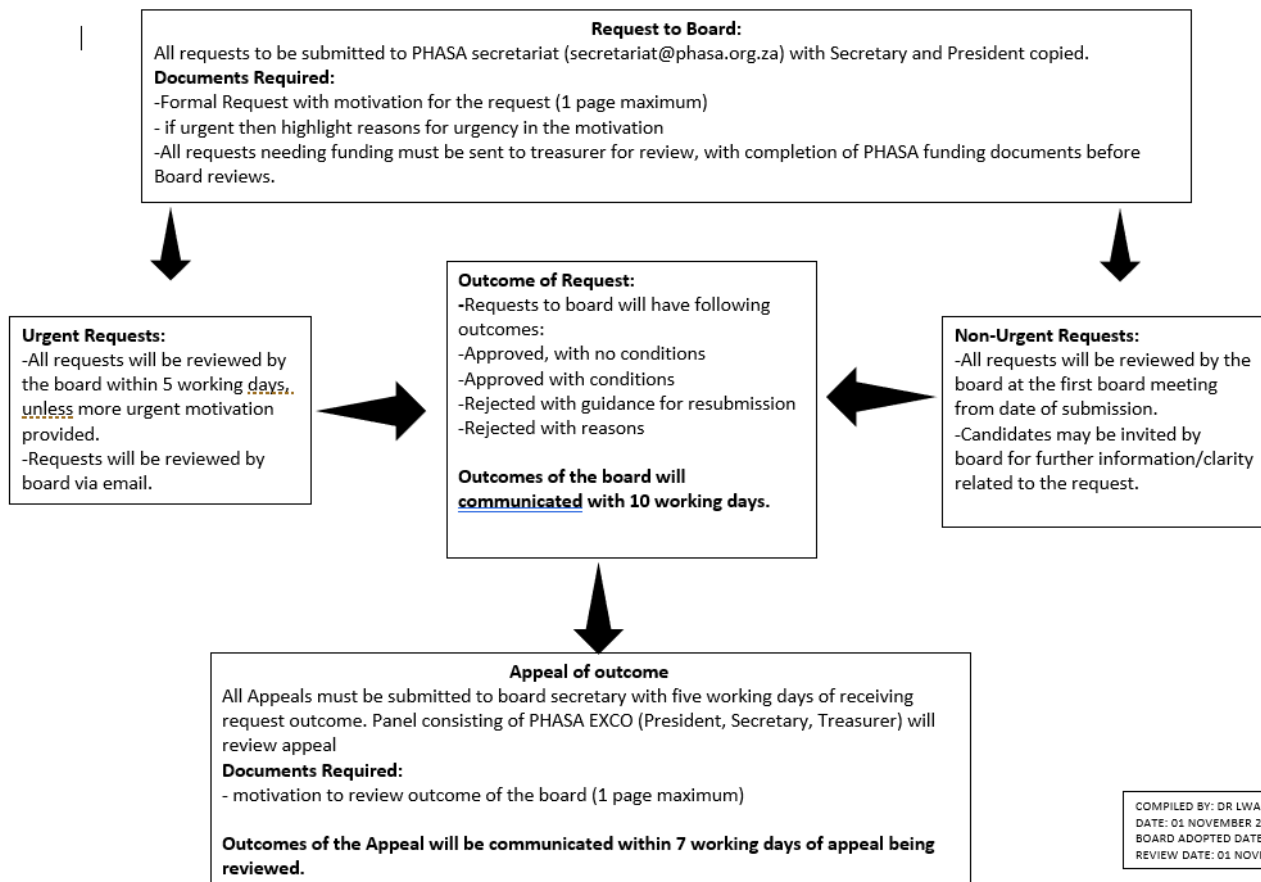 Request to Board:
All requests to be submitted to PHASA secretariat (secretariat@phasa.org.za) with Secretary and President copied.
Documents Required:
-Formal Request with motivation for the request (1 page maximum)
- if urgent then highlight reasons for urgency in the motivation
-All requests needing funding must be sent to treasurer for review, with completion of PHASA funding documents before
Board reviews.
Urgent Requests:
-All requests will be reviewed by
the board within 5 working days,
unless more urgent motivation
provided.
-Requests will be reviewed by
board via email.
Outcome of Request:
-Requests to board will have following
outcomes:
-Approved, with no conditions
-Approved with conditions
-Rejected with guidance for resubmission
-Rejected with reasons
Outcomes of the board will
communicated with 10 working days.
Non-Urgent Requests:
-All requests will be reviewed by the
board at the first board meeting
from date of submission.
-Candidates may be invited by
board for further information/clarity
related to the request.
Appeal of outcome
All Appeals must be submitted to board secretary with five working days of receiving
request outcome. Panel consisting of PHASA EXCO (President, Secretary, Treasurer) will
review appeal
Documents Required:
- motivation to review outcome of the board (1 page maximum)
Outcomes of the Appeal will be communicated within 7 working days of appeal being
reviewed.
COMPILED BY: DR LWA
DATE: 01 NOVEMBER 2
BOARD ADOPTED DATE
REVIEW DATE: 01 NOVE